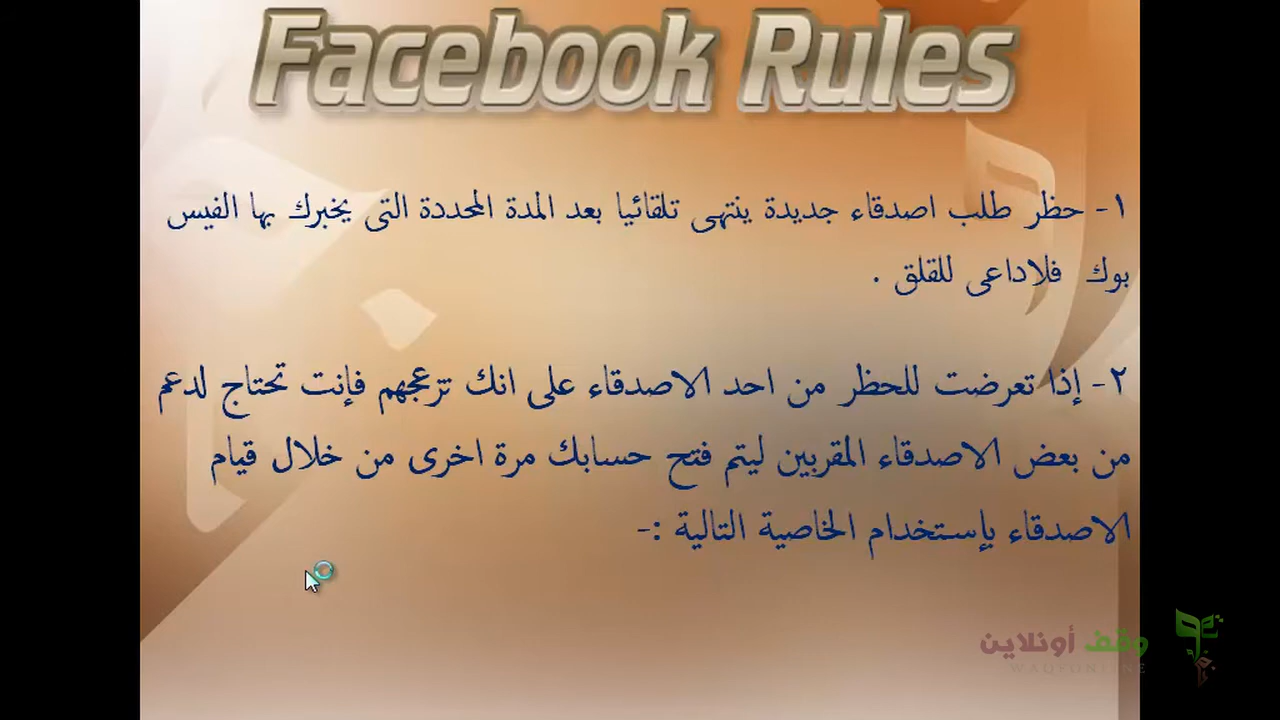 Facebook Rules
١- حظر طلب اصدقاء جديدة ينتهى تلقائيا بعد المدة المحددة التى يخبرك بها الفيس
بوك فلاداعى للقلق .
٢- إذا تعرضت للحظر من احد الاصدقاء على انك تزعجهم فإنت تحتاج لدعم
من بعض الاصدقاء المقربين ليتم فتح حسابك مرة اخرى من خلال قيام
الاصدقاء بإستخدام الخاصية التالية :-
وقف أونلاين
WAQFONLINE